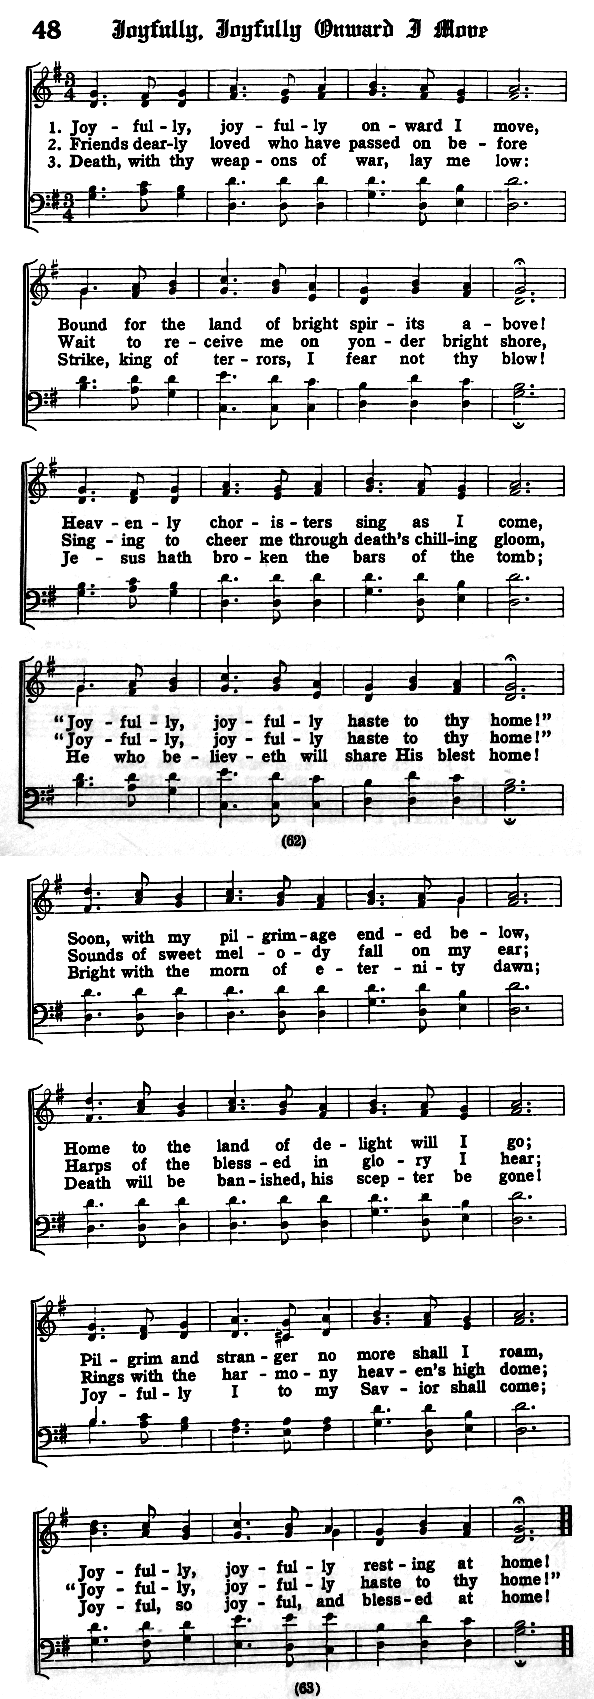 48 Joyfully, Joyfully Onward I Move
1. Joy - ful - ly, joy - ful - ly on - ward I move,
2. Friends dear-ly loved who have passed on be - fore
3. Death, with thy weap - ons of war, lay me low:
Bound for the land of bright spir - its a - bove!
Wait to re - ceive me on yon - der bright shore,
Strike, king of ter - rors, I fear not thy blow!
Heav - en - ly chor - is - ters sing as I come,
Sing - ing to cheer me through death's chill - ing gloom,
Je - sus hath bro - ken the bars of the tomb;
"Joy - ful - ly, joy - ful - ly haste to thy home!"
"Joy - ful - ly, joy - ful - ly haste to thy home!"
He who be - liev - eth will share His blest home!
(62)
Soon, with my pil - grim - age end - ed be - low,
Sounds of sweet mel - o - dy fall on my ear;
Bright with the morn of e - ter - ni - ty dawn;
Home to the land of de - light will I go;
Harps of the bless - ed in glo - ry I hear;
Death will be ban - ished, his scep - ter be gone!
Pil - grim and stran - ger no more shall I roam,
Rings with the har - mo - ny heav - en's high dome;
Joy - ful - ly I to my Sav - ior shall come;
Joy - ful - ly, joy - ful - ly rest - ing at home!
"Joy - ful - ly, joy - ful - ly haste to thy home!"
Joy - ful, so joy - ful, and bless - ed at home!
(63)